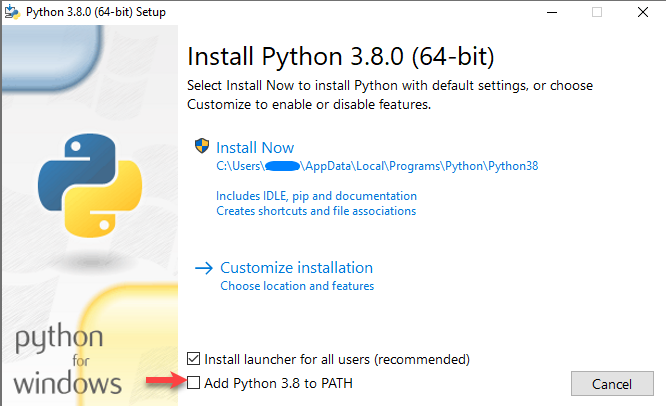 Python 3.8.0 (64-bit) Setup
Install Python 3.8.0 (64-bit)
Select Install Now to install Python with default settings, or choose
Customize to enable or disable features.
Install Now
C:\Users\ \AppData\Local\Programs\Python\Python38
Includes IDLE, pip and documentation
Creates shortcuts and file associations
Customize installation
Choose location and features
python
for
windows
Install launcher for all users (recommended)
Add Python 3.8 to PATH
Cancel